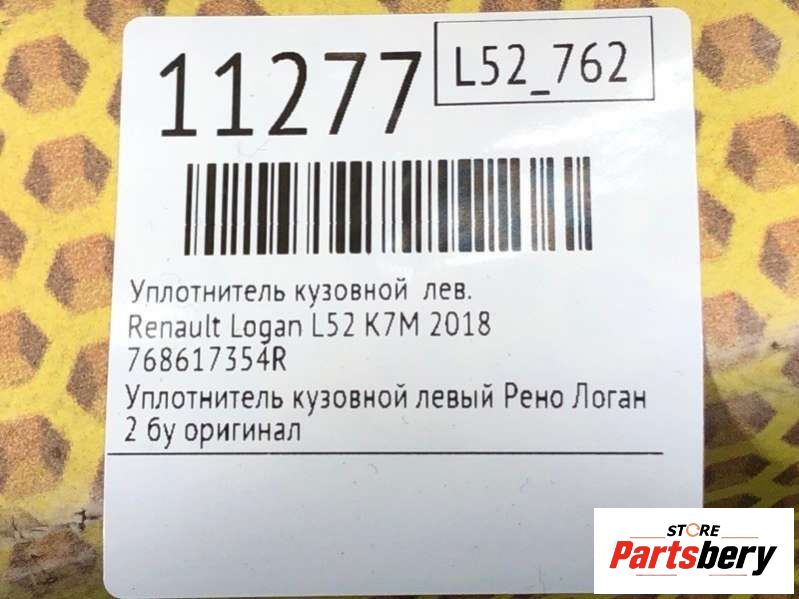 11277
L52_762
Уплотнитель кузовной лев.
Renault Logan L52 K7M 2018
768617354R
Уплотнитель кузовной левый Рено Логан
2 бу оригинал
STORE
Partsbery